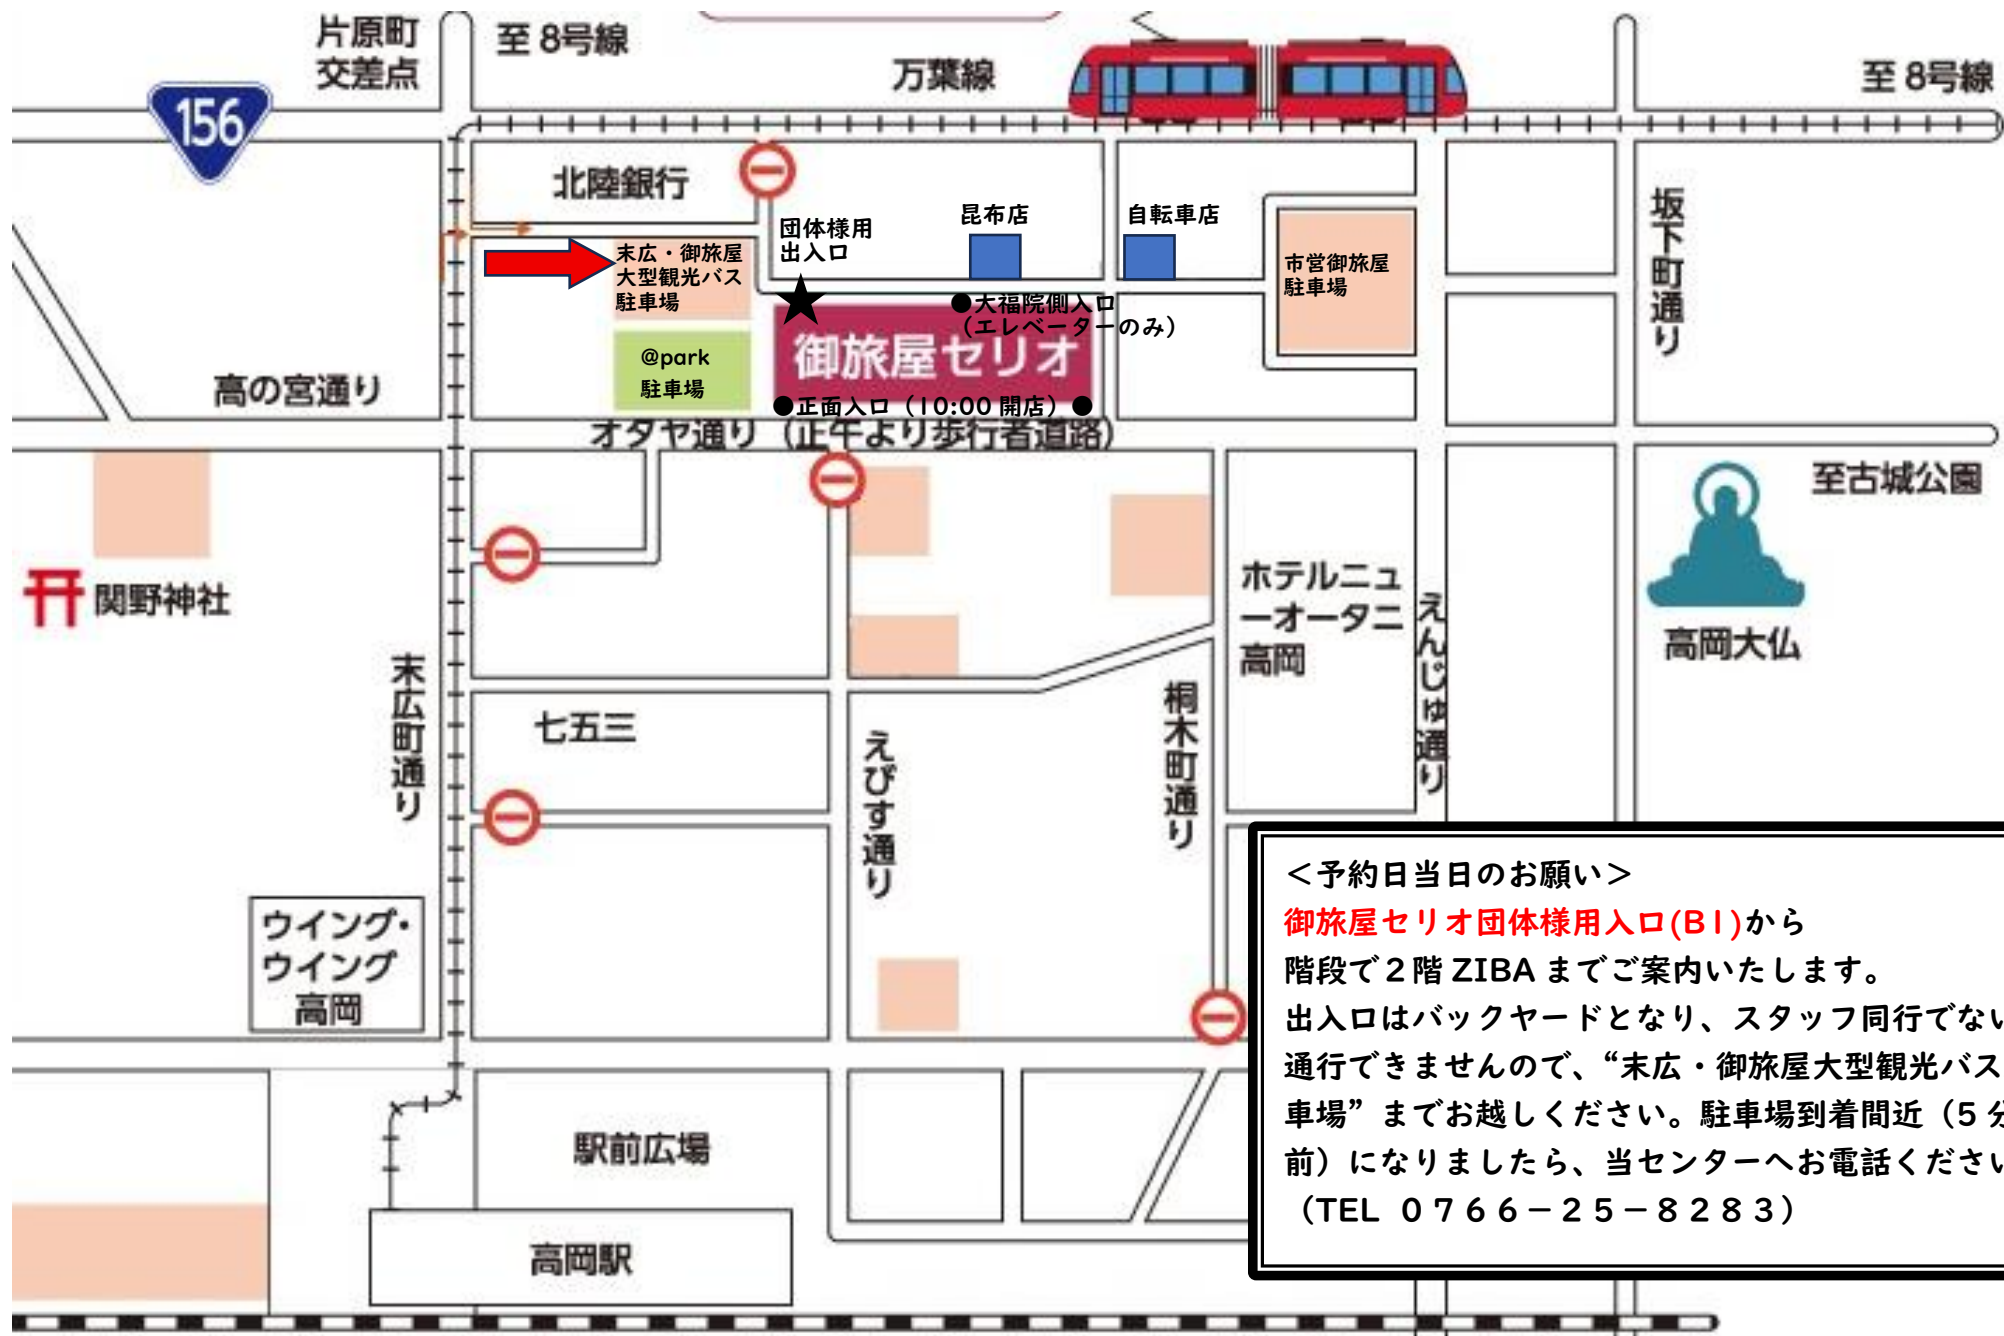 片原町
交差点
至 8号線
万葉線
至 8号線
156
北陸銀行
団体様用
出入口
昆布店
自転車店
坂下町通り
末広・御旅屋
大型観光バス
駐車場
市営御旅屋
駐車場
●大福院側入口
（エレベーターのみ）
御旅屋セリオ
@park
駐車場
高の宮通り
●正面入口（10:00 開店）●
オタヤ通り（正午より歩行者道路）
至古城公園
関野神社
ホテルニュ
ーオータニ
高岡
えんじゅ通り
高岡大仏
末広町通り
七五三
えびす通り
桐木町通り
ウイング・
ウイング
高岡
駅前広場
高岡駅
＜予約日当日のお願い＞
御旅屋セリオ団体様用入口(B1)から
階段で２階 ZIBA までご案内いたします。
出入口はバックヤードとなり、スタッフ同行でない
通行できませんので、“末広・御旅屋大型観光バス
車場” までお越しください。駐車場到着間近（5 分
前）になりましたら、当センターへお電話ください
（TEL ０７６６－２５－８２８３）